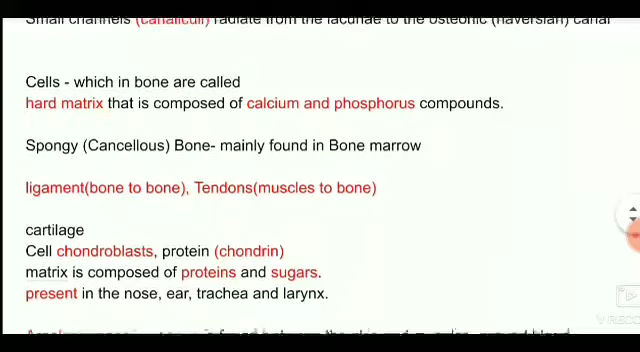 Small channels (canaliculi) radiate from the lacunae to the osteonic (haversian) canal
Cells - which in bone are called
hard matrix that is composed of calcium and phosphorus compounds.
Spongy (Cancellous) Bone- mainly found in Bone marrow
ligament(bone to bone), Tendons(muscles to bone)
cartilage
Cell chondroblasts, protein (chondrin)
matrix is composed of proteins and sugars.
present in the nose, ear, trachea and larynx.